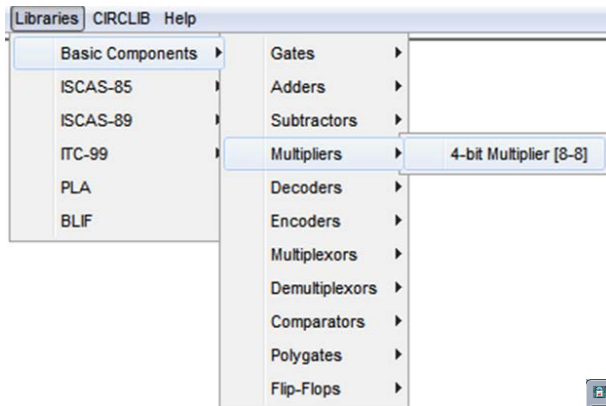 Libraries CIRCLIB Help
Basic Components
ISCAS-85
ISCAS-89
ITC-99
PLA
BLIF
Gates
Adders
Subtractors
Multipliers
Decoders
Encoders
Multiplexors
Demultiplexors
Comparators
Polygates
Flip-Flops
4-bit Multiplier [8-8]